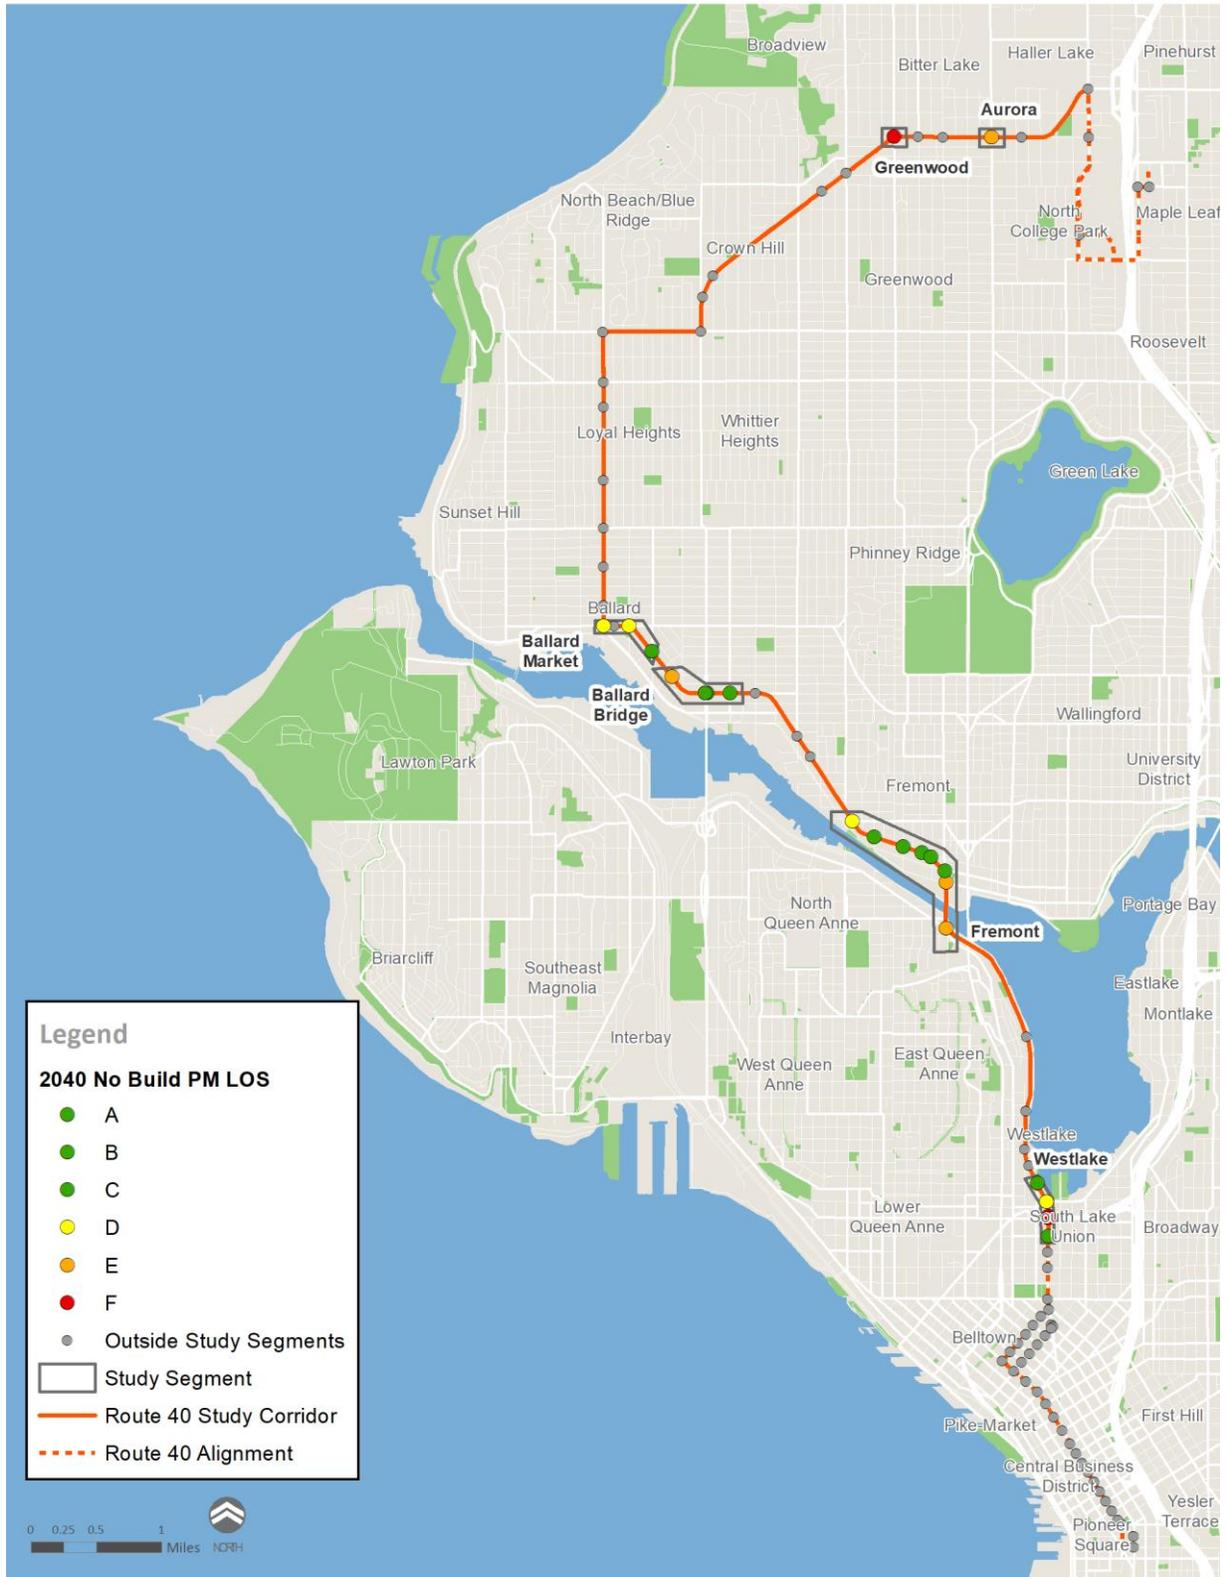 Broadview
Bitter Lake
Haller Lake
Pinehurst
Aurora
Greenwood
North Beach/Blue
Ridge
Crown Hill
North
College Park
Maple Leaf
Greenwood
Roosevelt
Loyal Heights
Whittier
Heights
Green Lake
Sunset Hill
Phinney Ridge
Ballard
Ballard
Market
Ballard
Bridge
Wallingford
University
District
Lawton Park
Fremont
North
Queen Anne
Portage Bay
Fremont
Briarcliff
Southeast
Magnolia
Eastlake
Montlake
Interbay
West Queen
Anne
East Queen
Anne
Westlake
Westlake
Lower
Queen Anne
South Lake
Union
Broadway
Belltown
Pike-Market
First Hill
Central Business
District
Yesler
Terrace
Pioneer
Square
Legend
2040 No Build PM LOS
A
B
C
D
E
F
Outside Study Segments
Study Segment
Route 40 Study Corridor
Route 40 Alignment
0 0.25 0.5 1
Miles
NORTH